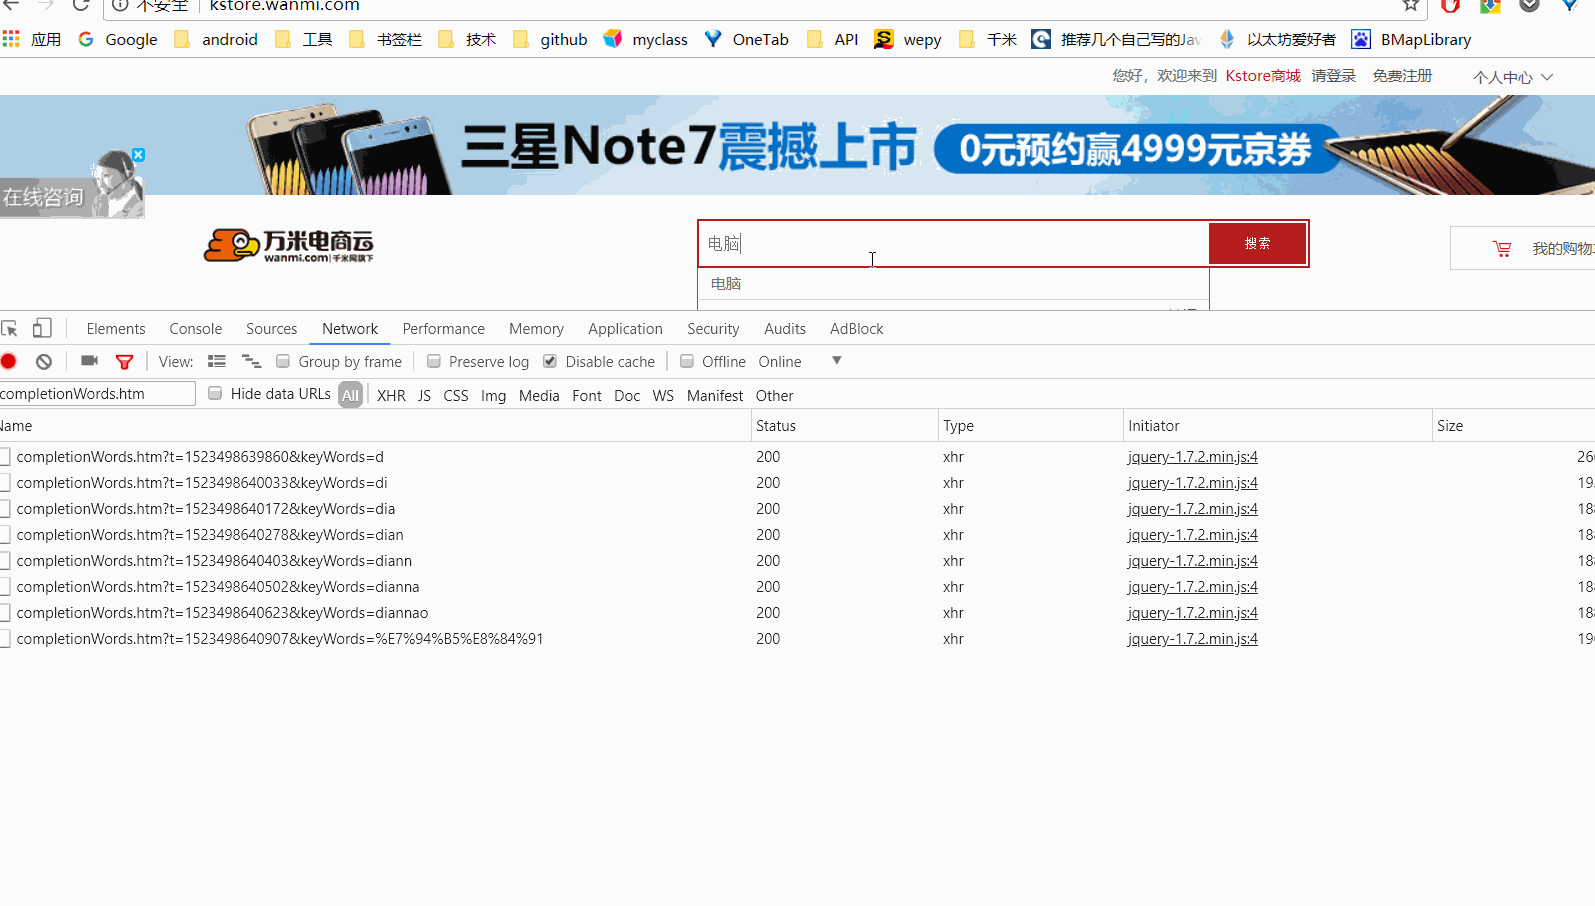 不安全 kstore.wanmi.com
应用 Google android 工具 书签栏 技术 github myclass OneTab API wepy 千米 推荐几个自己写的Jav 以太坊爱好者 BMapLibrary
您好，欢迎来到 Kstore商城 请登录 免费注册 个人中心
三星Note7震撼上市 0元预约赢4999元京券
在线咨询
万米电商云
wanmi.com|千米网旗下
电脑 搜索 我的购物
电脑
Elements Console Sources Network Performance Memory Application Security Audits AdBlock
View: Group by frame Preserve log Disable cache Offline Online
completionWords.htm Hide data URLs All XHR JS CSS Img Media Font Doc WS Manifest Other
Name Status Type Initiator Size
completionWords.htm?t=1523498639860&keyWords=d 200 xhr jquery-1.7.2.min.js:4 26
completionWords.htm?t=1523498640033&keyWords=di 200 xhr jquery-1.7.2.min.js:4 19
completionWords.htm?t=1523498640172&keyWords=dia 200 xhr jquery-1.7.2.min.js:4 18
completionWords.htm?t=1523498640278&keyWords=dian 200 xhr jquery-1.7.2.min.js:4 18
completionWords.htm?t=1523498640403&keyWords=diann 200 xhr jquery-1.7.2.min.js:4 18
completionWords.htm?t=1523498640502&keyWords=dianna 200 xhr jquery-1.7.2.min.js:4 18
completionWords.htm?t=1523498640623&keyWords=diannao 200 xhr jquery-1.7.2.min.js:4 18
completionWords.htm?t=1523498640907&keyWords=%E7%94%B5%E8%84%91 200 xhr jquery-1.7.2.min.js:4 19